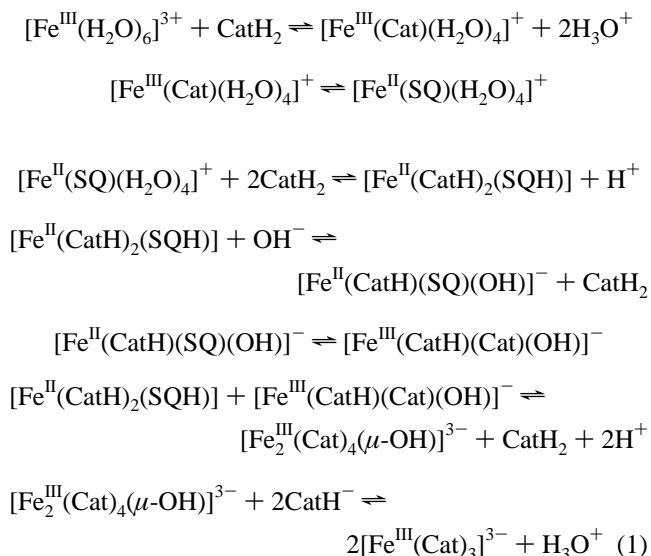 [Fe^III(H₂O)₆]³⁺ + CatH₂ ⇌ [Fe^III(Cat)(H₂O)₄]⁺ + 2H₃O⁺
[Fe^III(Cat)(H₂O)₄]⁺ ⇌ [Fe^II(SQ)(H₂O)₄]⁺
[Fe^II(SQ)(H₂O)₄]⁺ + 2CatH₂ ⇌ [Fe^II(CatH)₂(SQH)] + H⁺
[Fe^II(CatH)₂(SQH)] + OH⁻ ⇌
[Fe^II(CatH)(SQ)(OH)]⁻ + CatH₂
[Fe^II(CatH)(SQ)(OH)]⁻ ⇌ [Fe^III(CatH)(Cat)(OH)]⁻
[Fe^II(CatH)₂(SQH)] + [Fe^III(CatH)(Cat)(OH)]⁻ ⇌
[Fe₂^III(Cat)₄(μ-OH)]³⁻ + CatH₂ + 2H⁺
[Fe₂^III(Cat)₄(μ-OH)]³⁻ + 2CatH⁻ ⇌
2[Fe^III(Cat)₃]³⁻ + H₃O⁺ (1)